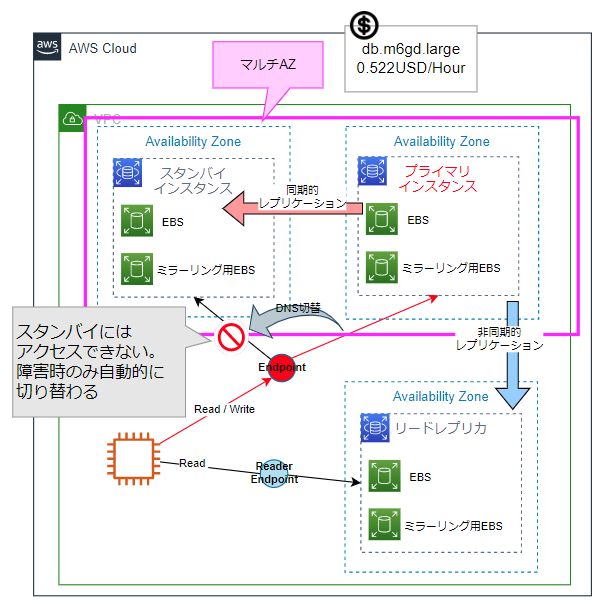 aws
AWS Cloud
db.m6gd.large
0.522USD/Hour
マルチAZ
VPC
Availability Zone
スタンバイ
インスタンス
EBS
ミラーリング用EBS
同期的
レプリケーション
Availability Zone
プライマリ
インスタンス
EBS
ミラーリング用EBS
スタンバイには
アクセスできない。
障害時のみ自動的に
切り替わる
DNS切替
非同期的
レプリケーション
Endpoint
Read / Write
Read
Reader
Endpoint
Availability Zone
リードレプリカ
EBS
ミラーリング用EBS